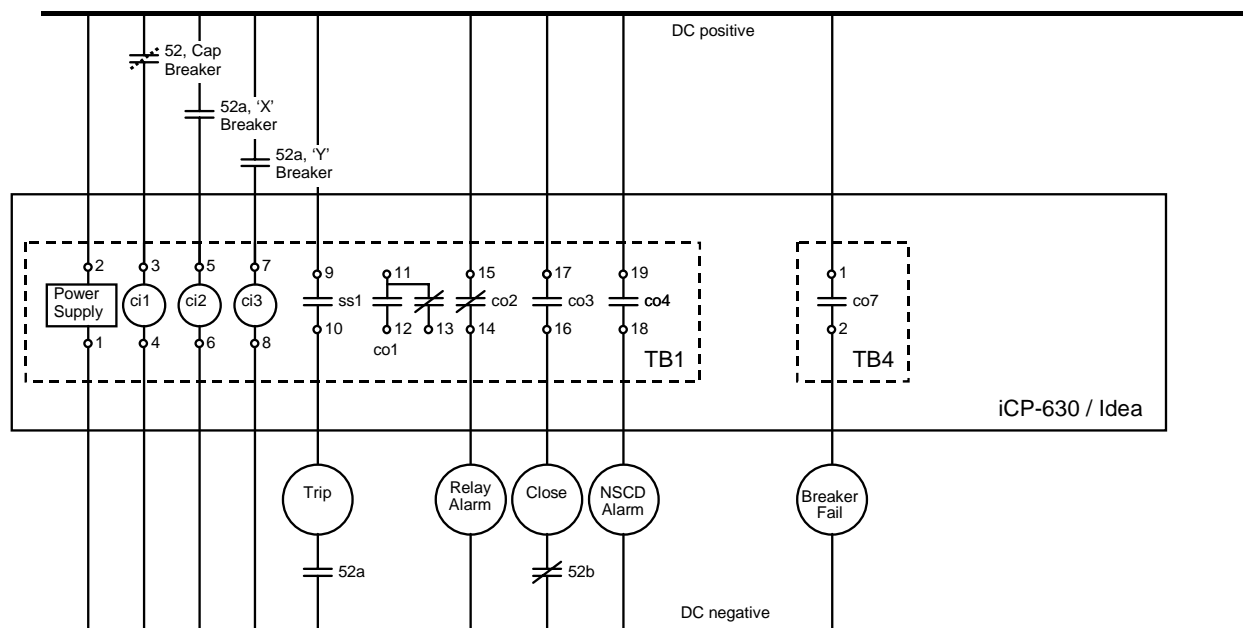 DC positive
52, Cap
Breaker
52a, ‘X’
Breaker
52a, ‘Y’
Breaker
2 3 5 7 9 11 15 17 19 1
Power
Supply
ci1 ci2 ci3 ss1 co2 co3 co4 co7
1 4 6 8 10 12 13 14 16 18 2
co1
TB1 TB4
iCP-630 / Idea
Trip
Relay
Alarm
Close
NSCD
Alarm
Breaker
Fail
52a 52b
DC negative